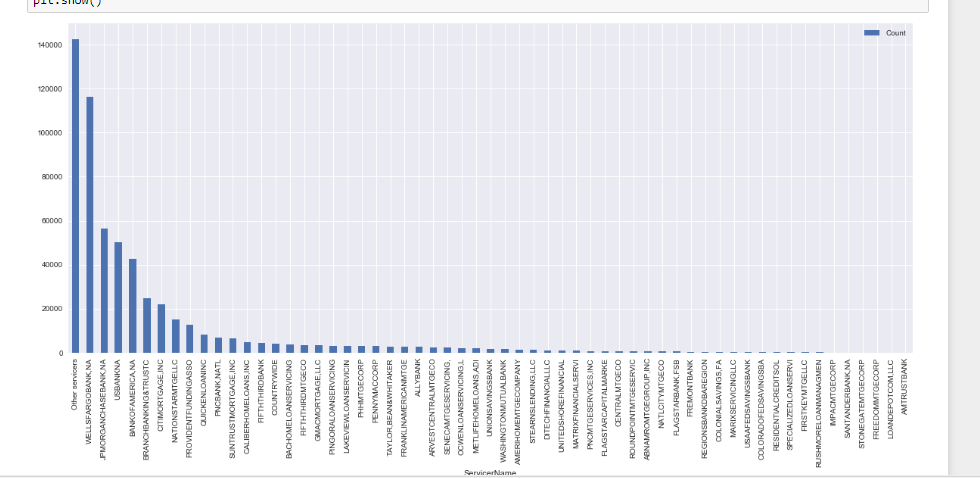 plt.show()
Count
140000
120000
100000
80000
60000
40000
20000
0
Other servicers
WELLSFARGOBANK,NA
JPMORGANCHASEBANK,NA
USBANKNA
BANKOFAMERICA,NA
BRANCHBANKING&TRUSTC
CITIMORTGAGE,INC
NATIONSTARMTGELLC
PROVIDENTFUNDINGASSO
QUICKENLOANINC
PNCBANK,NATL
SUNTRUSTMORTGAGE,INC
CALIBERHOMELOANS,INC
FIFTHTHIRDBANK
COUNTRYWIDE
BACHOMELOANSERVICING
FIFTHTHIRDMTGECO
GMACMORTGAGE,LLC
PINGORALOANSERVICING
LAKEVIEWLOANSERVICIN
PHHMTGECORP
PENNYMACCORP
TAYLOR,BEAN&WHITAKER
FRANKLINAMERICANMTGE
ALLYBANK
ARVESTCENTRALMTGECO
SENECAMTGESERVICING,
OCWENLOANSERVICING,L
METLIFEHOMELOANS,ADI
UNIONSAVINGSBANK
WASHINGTONMUTUALBANK
AMERIHOMEMTGECOMPANY
STEARNSLENDING,LLC
DITECHFINANCIALLLC
UNITEDSHOREFINANCIAL
MATRIXFINANCIALSERVI
PNCMTGESERVICES,INC
FLAGSTARCAPITALMARKE
CENTRALMTGECO
ROUNDPOINTMTGESERVIC
ABNAMROMTGEGROUP,INC
NATLCITYMTGECO
FLAGSTARBANK,FSB
FREMONTBANK
REGIONSBANKDBAREGION
COLONIALSAVINGS,FA
MARIXSERVICINGLLC
USAAFEDSAVINGSBANK
COLORADOFEDSAVINGSBA
RESIDENTIALCREDITSOL
SPECIALIZEDLOANSERVI
FIRSTKEYMTGELLC
RUSHMORELOANMANAGMEN
IMPACMTGECORP
SANTANDERBANK,NA
STONEGATEMTGECORP
FREEDOMMTGECORP
LOANDEPOTCOM,LLC
AMTRUSTBANK
ServicerName